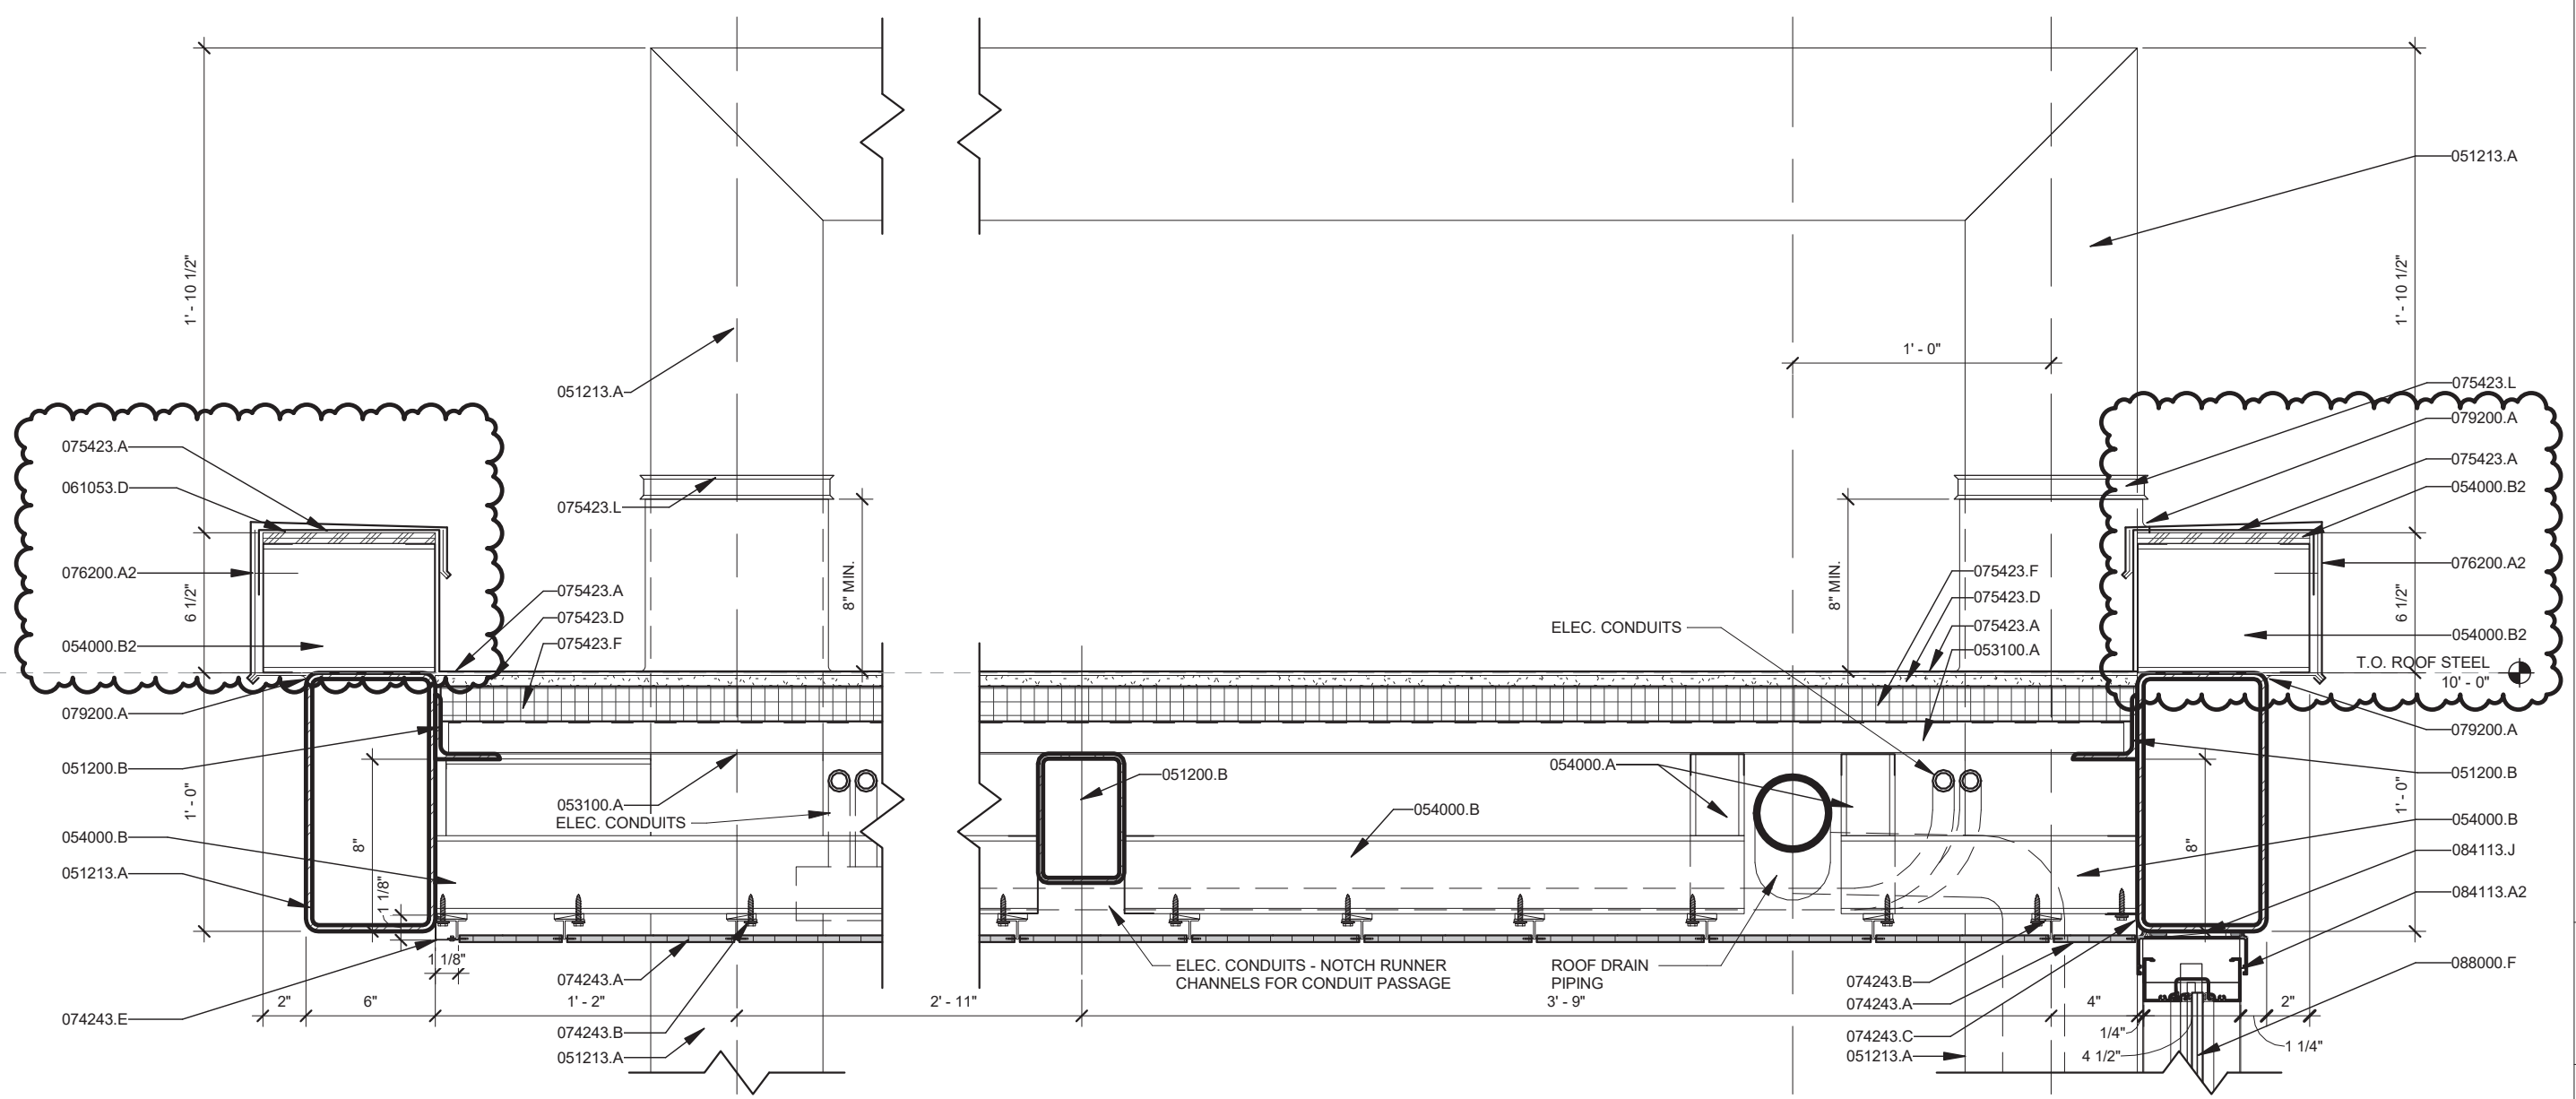 1' - 10 1/2"
051213.A
1' - 10 1/2"
1' - 0"
051213.A
075423.L
079200.A
075423.A
061053.D
075423.L
075423.A
054000.B2
076200.A2
6 1/2"
054000.B2
075423.A
075423.D
075423.F
8" MIN.
8" MIN.
ELEC. CONDUITS
075423.F
075423.D
075423.A
053100.A
076200.A2
6 1/2"
054000.B2
T.O. ROOF STEEL
10' - 0"
079200.A
051200.B
1' - 0"
054000.B
051213.A
8"
1 1/8"
053100.A
ELEC. CONDUITS
051200.B
054000.A
054000.B
079200.A
051200.B
1' - 0"
054000.B
8"
084113.J
084113.A2
088000.F
1 1/8"
074243.A
ELEC. CONDUITS - NOTCH RUNNER
CHANNELS FOR CONDUIT PASSAGE
ROOF DRAIN
PIPING
074243.B
074243.A
2"
6"
1' - 2"
2' - 11"
3' - 9"
4"
2"
074243.E
074243.B
051213.A
074243.C
051213.A
1/4"
4 1/2"
1 1/4"